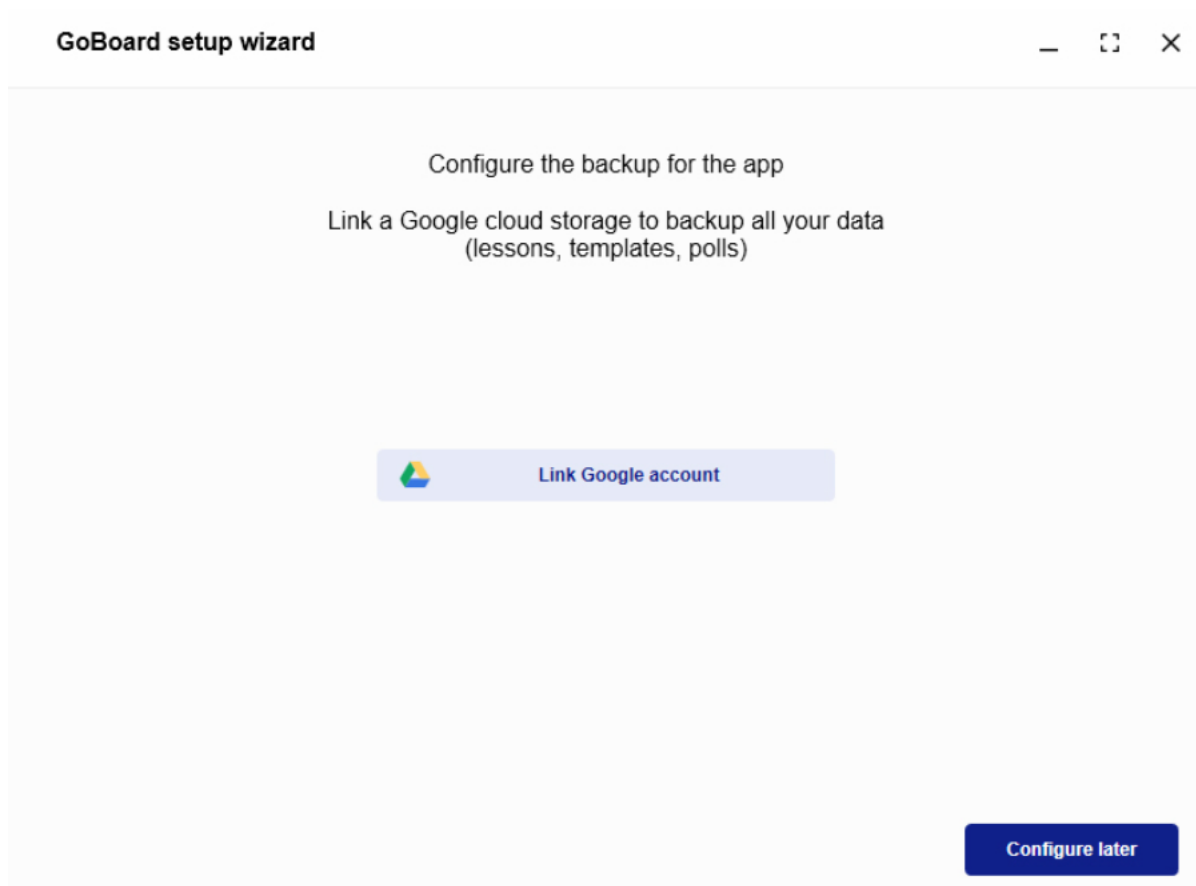 GoBoard setup wizard
Configure the backup for the app
Link a Google cloud storage to backup all your data
(lessons, templates, polls)
Link Google account
Configure later